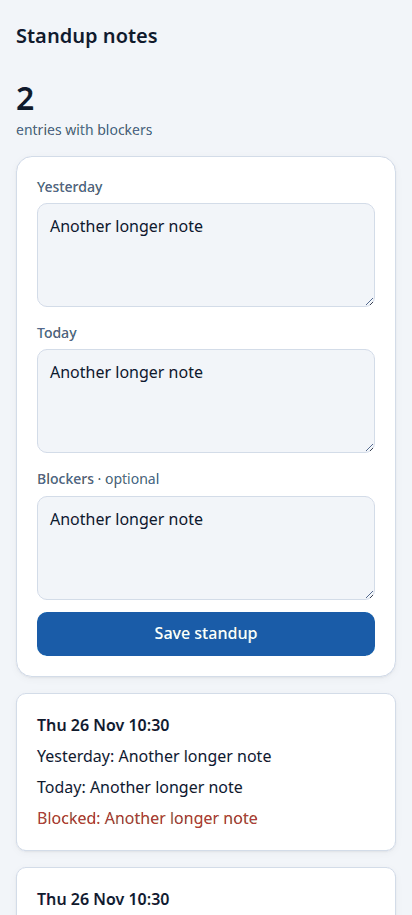 Standup notes
2
entries with blockers
Yesterday
Another longer note
Today
Another longer note
Blockers · optional
Another longer note
Save standup
Thu 26 Nov 10:30
Yesterday: Another longer note
Today: Another longer note
Blocked: Another longer note
Thu 26 Nov 10:30